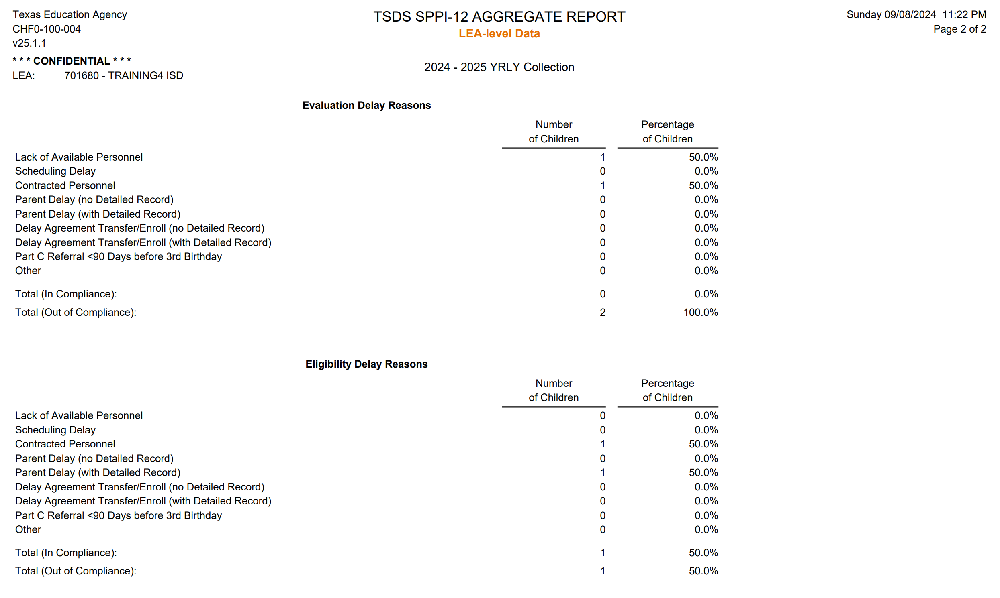 Texas Education Agency
TSDS SPPI-12 AGGREGATE REPORT
Sunday 09/08/2024 11:22 PM
CHF0-100-004
LEA-level Data
Page 2 of 2
v25.1.1
* * * CONFIDENTIAL * * *
2024 - 2025 YRLY Collection
LEA: 701680 - TRAINING4 ISD
Evaluation Delay Reasons
Number Percentage
of Children of Children
Lack of Available Personnel 1 50.0%
Scheduling Delay 0 0.0%
Contracted Personnel 1 50.0%
Parent Delay (no Detailed Record) 0 0.0%
Parent Delay (with Detailed Record) 0 0.0%
Delay Agreement Transfer/Enroll (no Detailed Record) 0 0.0%
Delay Agreement Transfer/Enroll (with Detailed Record) 0 0.0%
Part C Referral <90 Days before 3rd Birthday 0 0.0%
Other 0 0.0%
Total (In Compliance): 0 0.0%
Total (Out of Compliance): 2 100.0%
Eligibility Delay Reasons
Number Percentage
of Children of Children
Lack of Available Personnel 0 0.0%
Scheduling Delay 0 0.0%
Contracted Personnel 1 50.0%
Parent Delay (no Detailed Record) 0 0.0%
Parent Delay (with Detailed Record) 1 50.0%
Delay Agreement Transfer/Enroll (no Detailed Record) 0 0.0%
Delay Agreement Transfer/Enroll (with Detailed Record) 0 0.0%
Part C Referral <90 Days before 3rd Birthday 0 0.0%
Other 0 0.0%
Total (In Compliance): 1 50.0%
Total (Out of Compliance): 1 50.0%